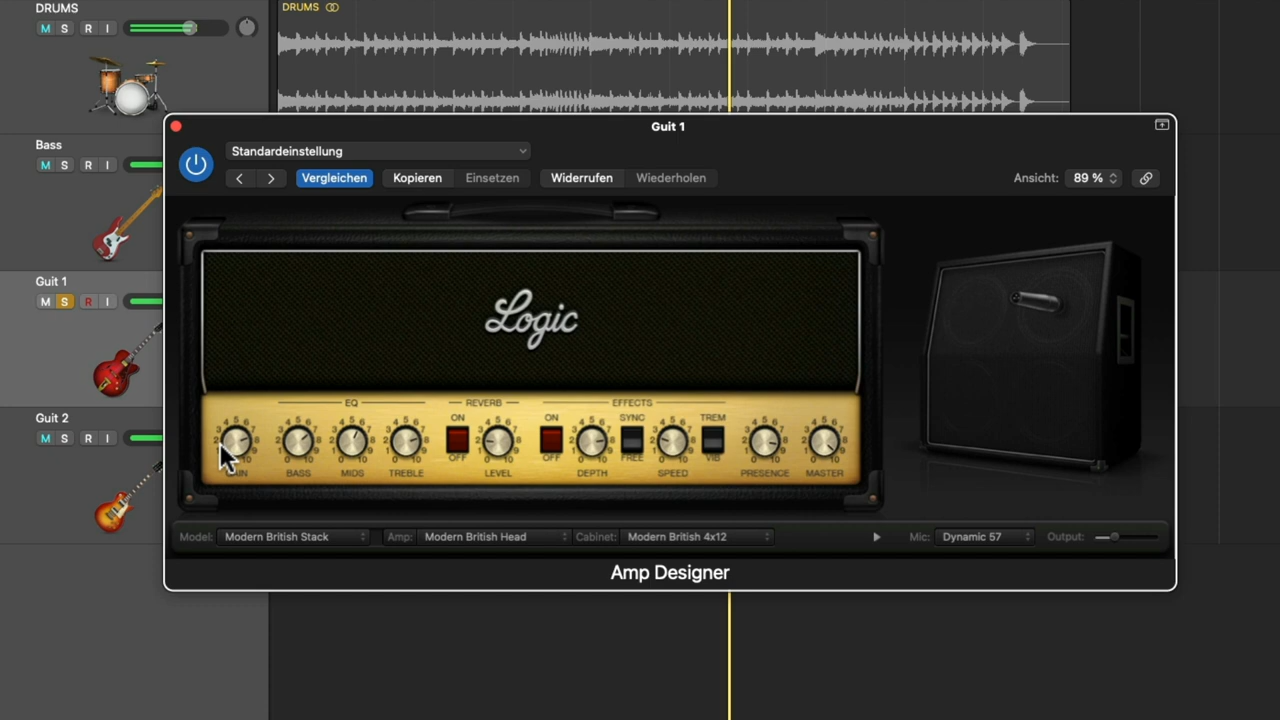 DRUMS
M S R I
DRUMS
Guit 1
Standardeinstellung
Vergleichen Kopieren Einsetzen Widerrufen Wiederholen Ansicht: 89 %
Bass
M S R I
Guit 1
M S R I
Guit 2
M S R I
Logic
EQ REVERB EFFECTS
ON ON SYNC TREM
OFF OFF FREE VIB
BASS MIDS TREBLE LEVEL DEPTH SPEED PRESENCE MASTER
Model: Modern British Stack Amp: Modern British Head Cabinet: Modern British 4x12 Mic: Dynamic 57 Output:
Amp Designer